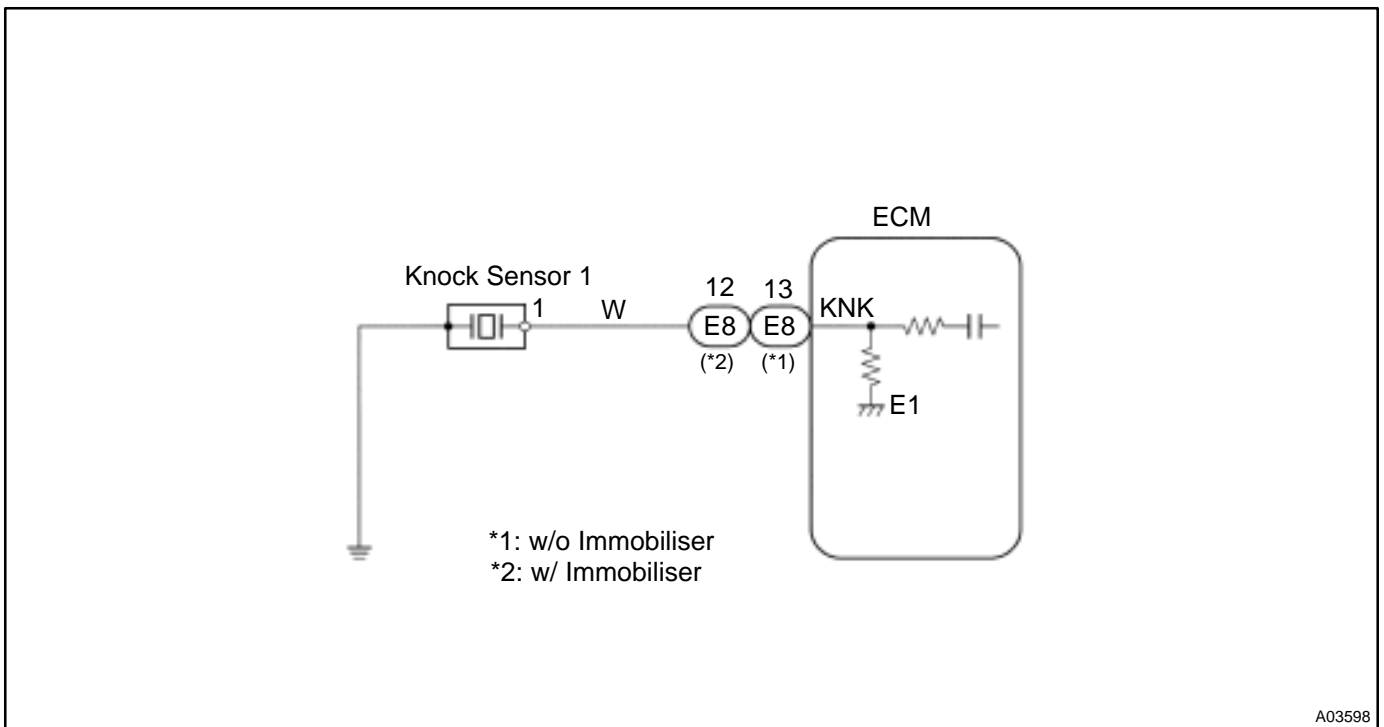 ECM
Knock Sensor 1
1
W
12
13
KNK
E8
E8
(*2)
(*1)
E1
*1: w/o Immobiliser
*2: w/ Immobiliser
A03598